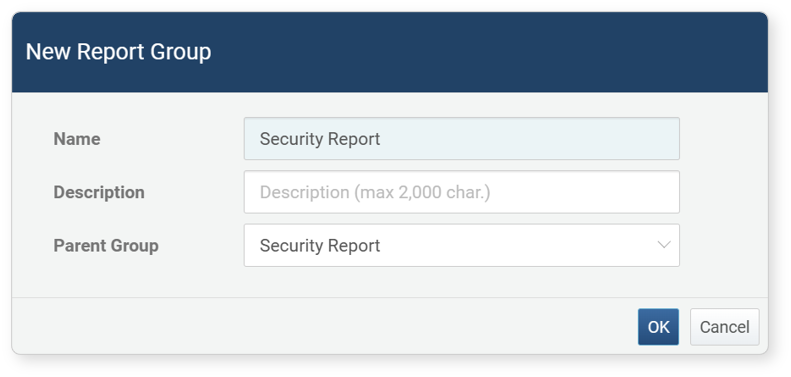 New Report Group
Name
Security Report
Description
Description (max 2,000 char.)
Parent Group
Security Report
OK
Cancel